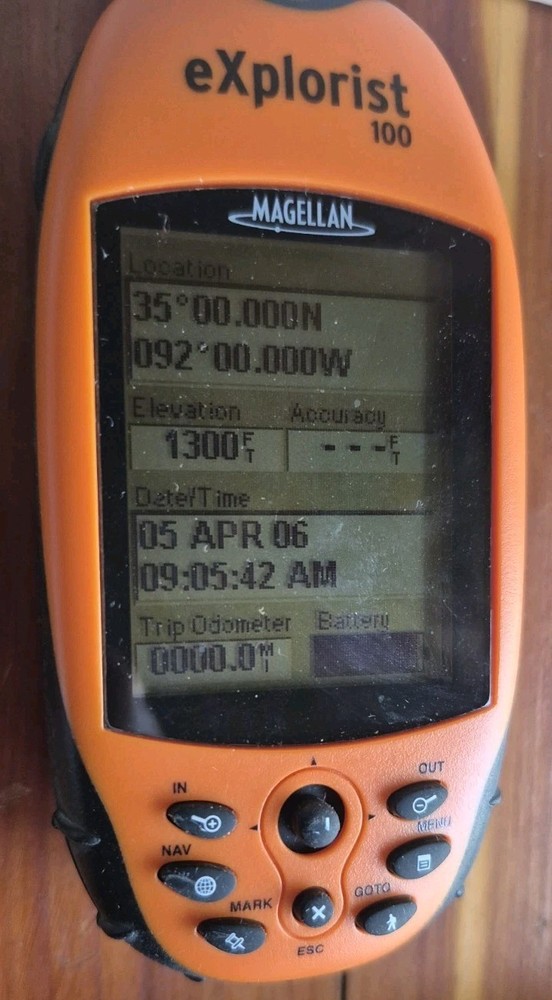 eXplorist
100
MAGELLAN
Location
35°00.000N
092°00.000W
Elevation Accuracy
1300FT ---FT
Date/Time
05 APR 06
09:05:42 AM
Trip Odometer Battery
0000.0MI
IN OUT
NAV MENU
MARK GOTO
ESC